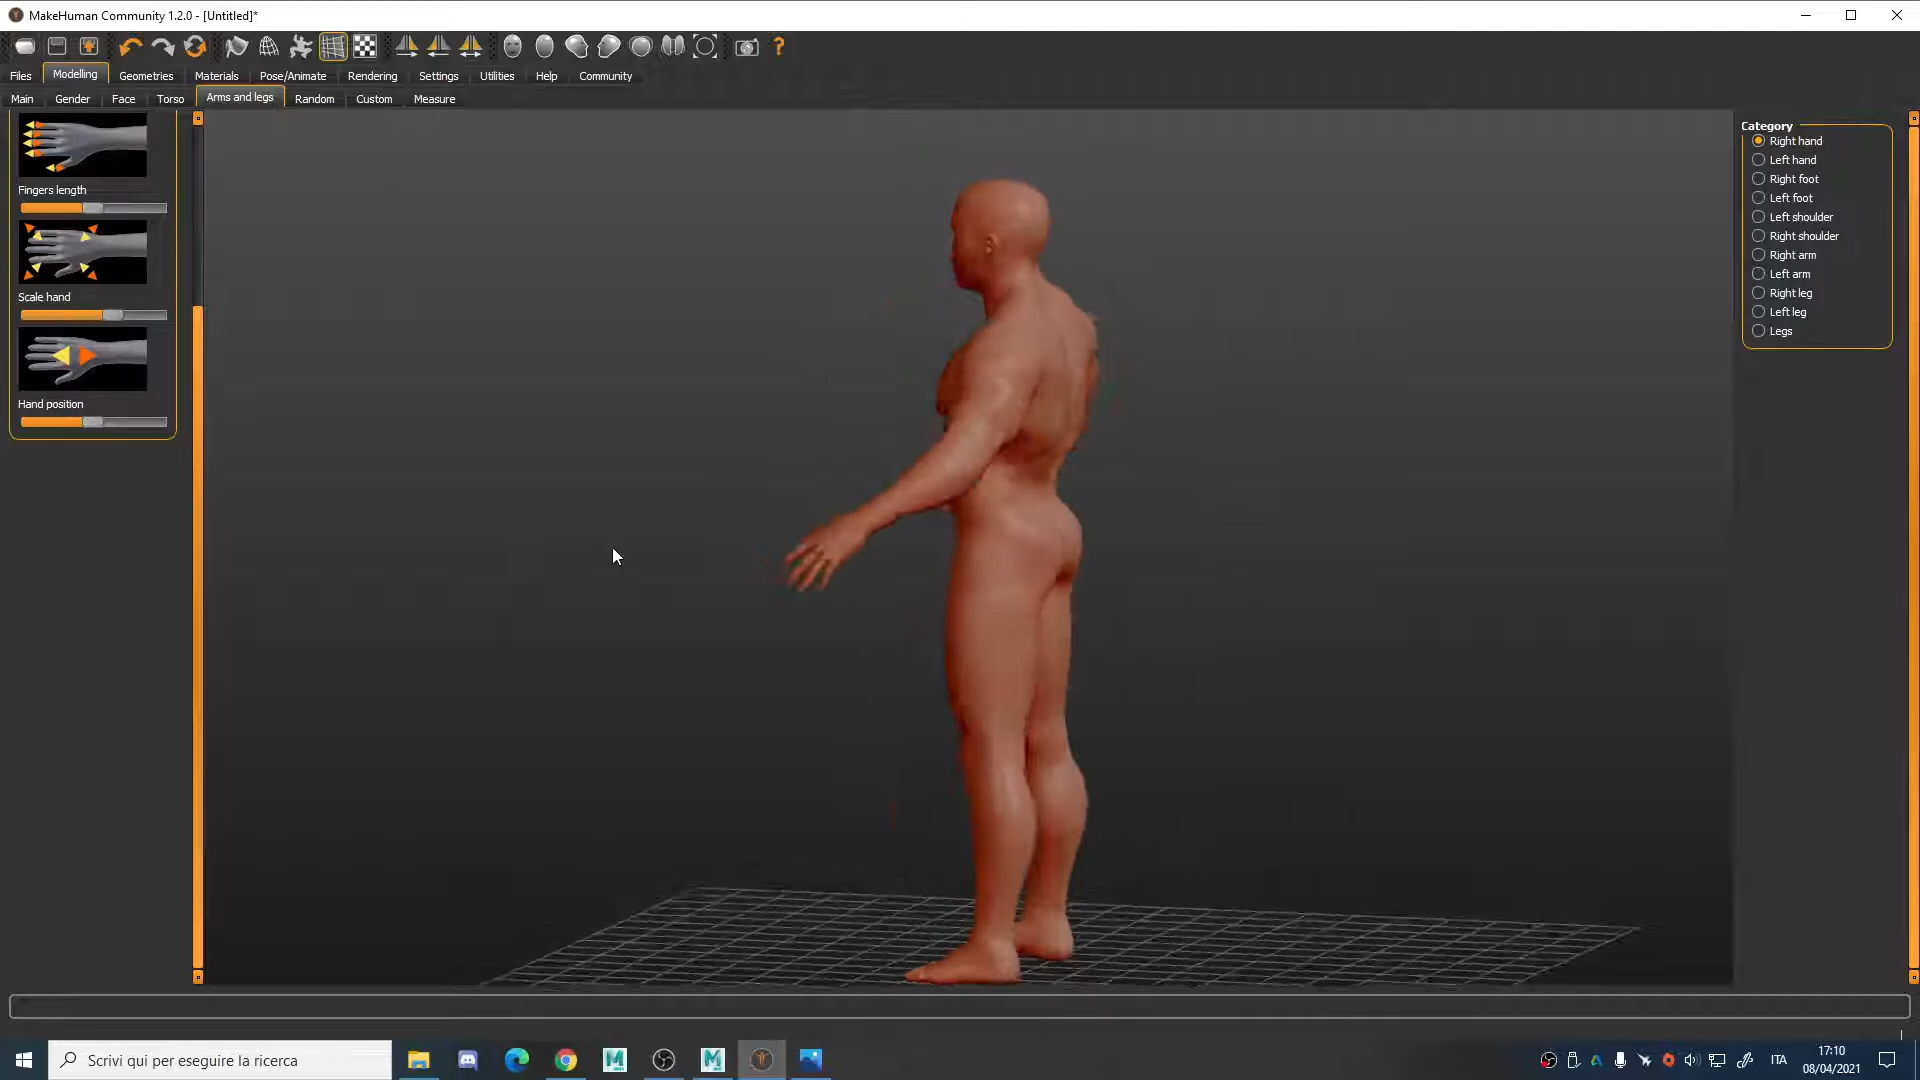 MakeHuman Community 1.2.0 - [Untitled]*
Files Modelling Geometries Materials Pose/Animate Rendering Settings Utilities Help Community
Main Gender Face Torso Arms and legs Random Custom Measure
Fingers length
Scale hand
Hand position
Category
Right hand
Left hand
Right foot
Left foot
Left shoulder
Right shoulder
Right arm
Left arm
Right leg
Left leg
Legs
Scrivi qui per eseguire la ricerca
ITA
17:10
08/04/2021